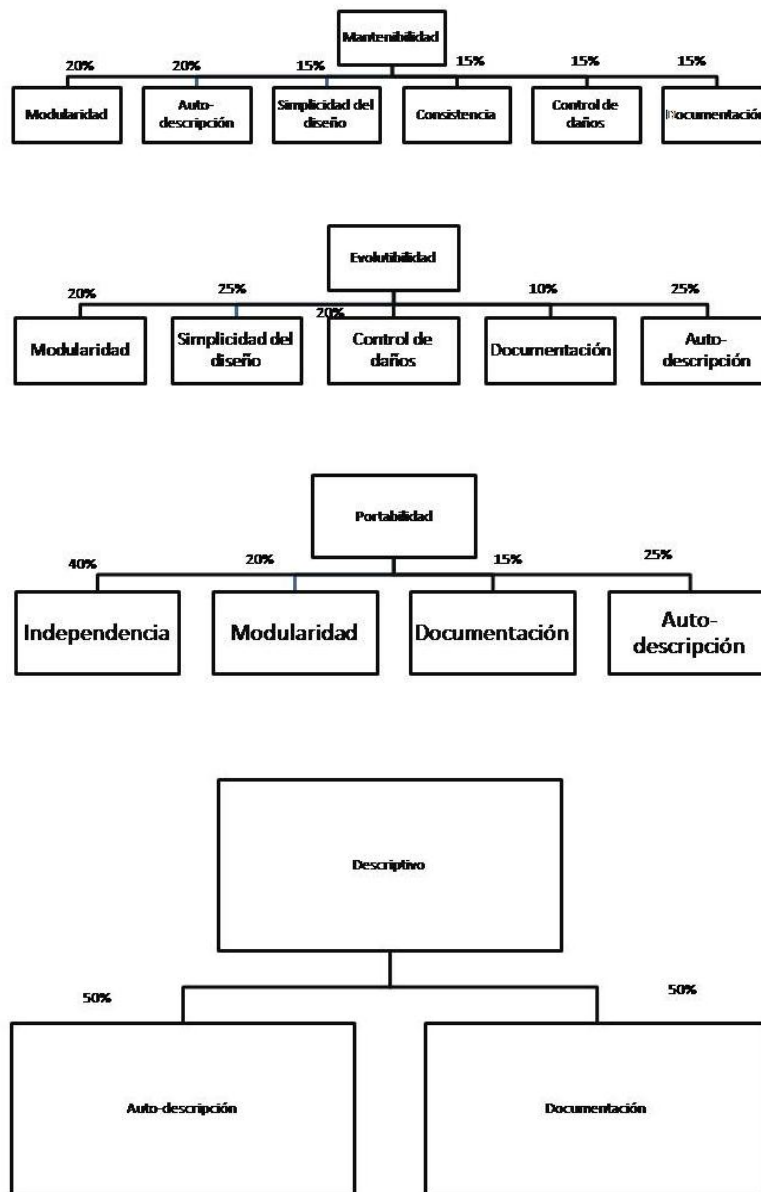 Mantenibilidad
20%
20%
15%
15%
15%
15%
Modularidad
Auto-
descripción
Simplicidad del
diseño
Consistencia
Control de
daños
Documentación
Evolutibilidad
20%
25%
20%
10%
25%
Modularidad
Simplicidad del
diseño
Control de
daños
Documentación
Auto-
descripción
Portabilidad
40%
20%
15%
25%
Independencia
Modularidad
Documentación
Auto-
descripción
Descriptivo
50%
50%
Auto-descripción
Documentación